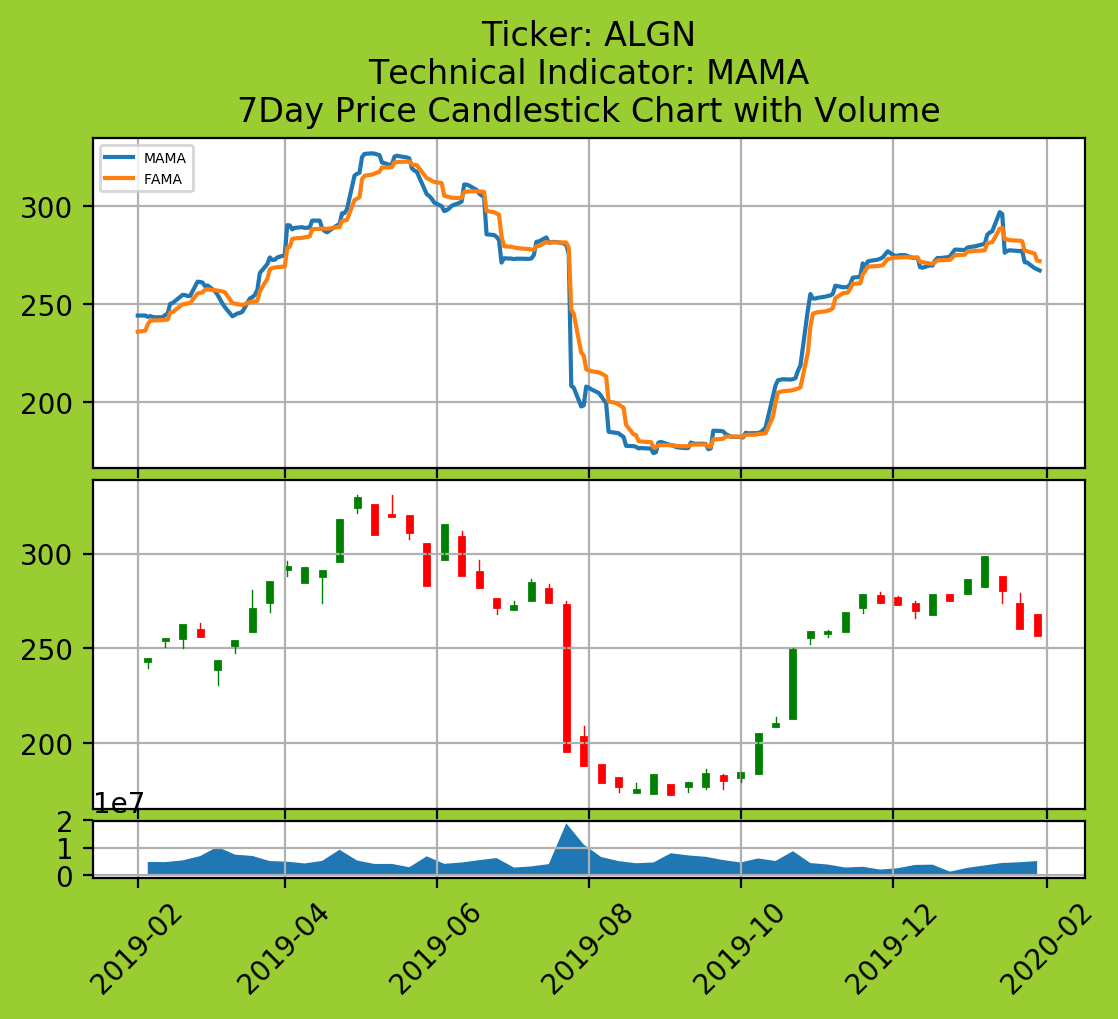 Ticker: ALGN
Technical Indicator: MAMA
7Day Price Candlestick Chart with Volume
MAMA
FAMA
300
250
200
300
250
200
1e7
2
1
0
2019-02
2019-04
2019-06
2019-08
2019-10
2019-12
2020-02